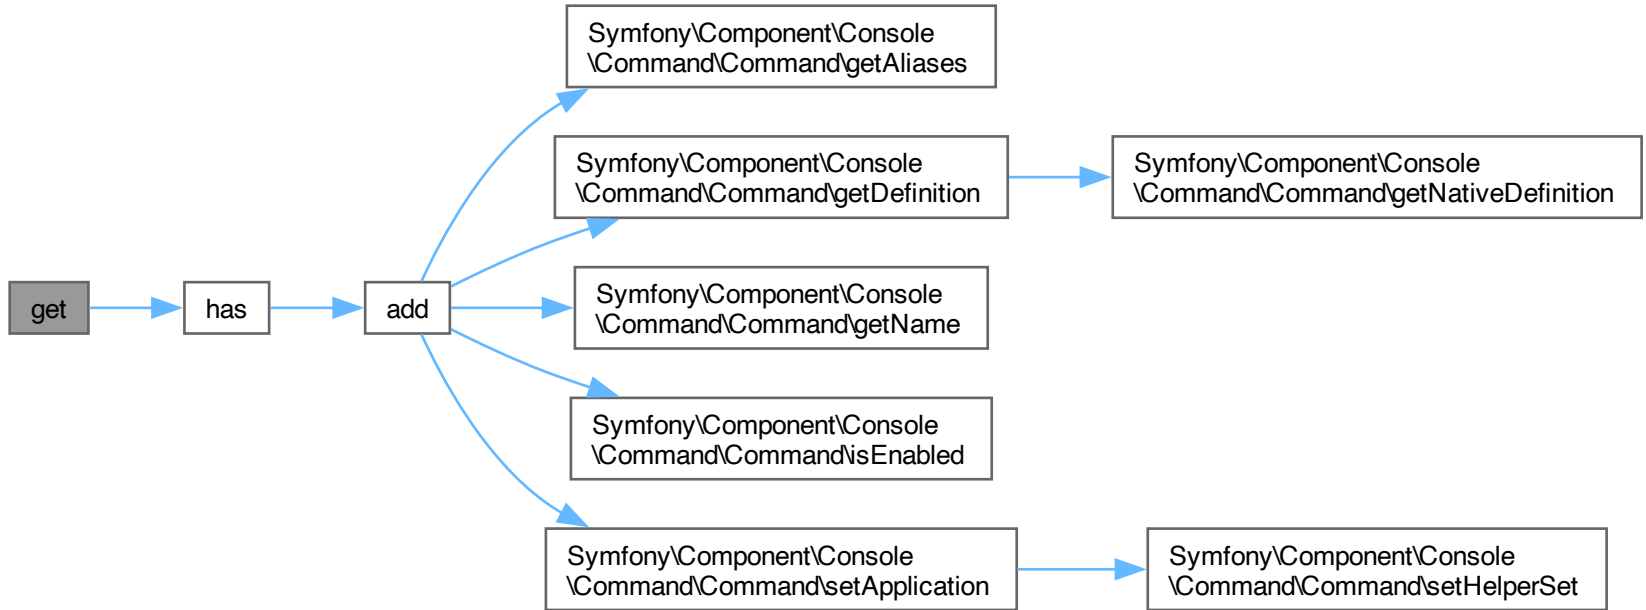 get
has
add
Symfony\Component\Console
\Command\Command\getAliases
Symfony\Component\Console
\Command\Command\getDefinition
Symfony\Component\Console
\Command\Command\getNativeDefinition
Symfony\Component\Console
\Command\Command\getName
Symfony\Component\Console
\Command\Command\isEnabled
Symfony\Component\Console
\Command\Command\setApplication
Symfony\Component\Console
\Command\Command\setHelperSet